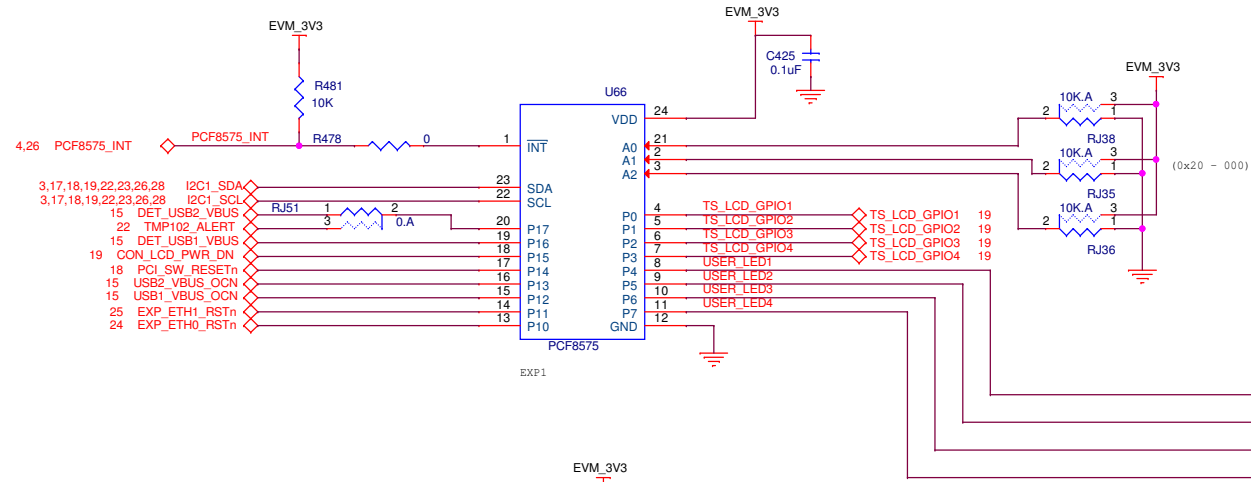 EVM_3V3
EVM_3V3
C425
0.1uF
EVM_3V3
R481
10K
U66
24
VDD
10K.A
3
2
1
RJ38
4,26 PCF8575_INT
PCF8575_INT
R478
0
1
INT
21
A0
2
A1
3
A2
10K.A
3
2
1
RJ35
(0x20 - 000)
3,17,18,19,22,23,26,28 I2C1_SDA
23
SDA
3,17,18,19,22,23,26,28 I2C1_SCL
22
SCL
10K.A
3
2
1
RJ36
15 DET_USB2_VBUS
RJ51
1
2
3
0.A
22 TMP102_ALERT
20
P17
15 DET_USB1_VBUS
19
P16
19 CON_LCD_PWR_DN
18
P15
18 PCI_SW_RESETn
17
P14
15 USB2_VBUS_OCN
16
P13
15 USB1_VBUS_OCN
15
P12
25 EXP_ETH1_RSTn
14
P11
24 EXP_ETH0_RSTn
13
P10
P0
4
TS_LCD_GPIO1
TS_LCD_GPIO1 19
P1
5
TS_LCD_GPIO2
TS_LCD_GPIO2 19
P2
6
TS_LCD_GPIO3
TS_LCD_GPIO3 19
P3
7
TS_LCD_GPIO4
TS_LCD_GPIO4 19
P4
8
USER_LED1
P5
9
USER_LED2
P6
10
USER_LED3
P7
11
USER_LED4
GND
12
PCF8575
EXP1
EVM_3V3